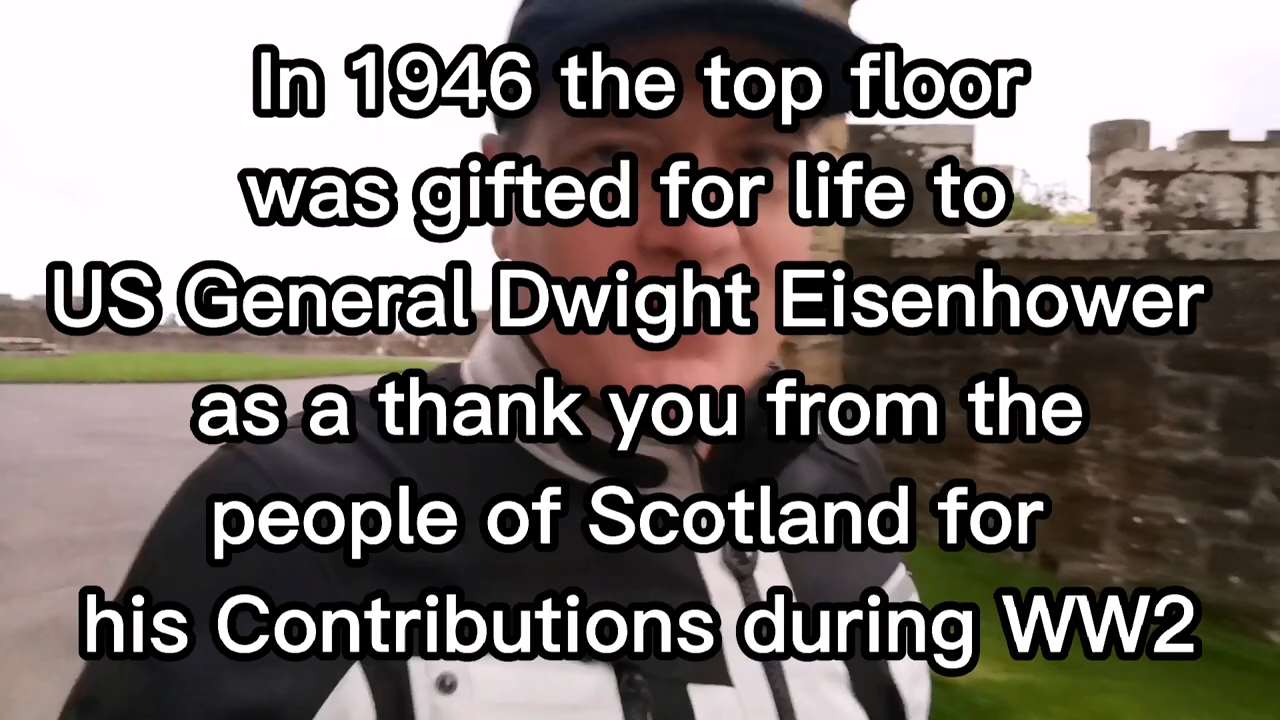 In 1946 the top floor
was gifted for life to
US General Dwight Eisenhower
as a thank you from the
people of Scotland for
his Contributions during WW2